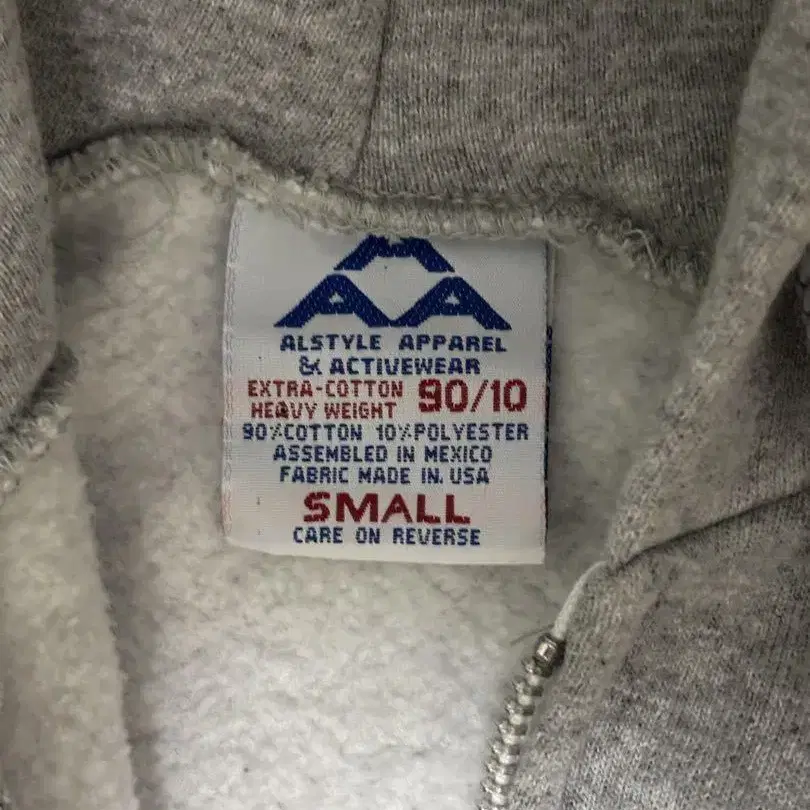 AAA
ALSTYLE APPAREL
& ACTIVEWEAR
EXTRA-COTTON 90/10
HEAVY WEIGHT
90%COTTON 10%POLYESTER
ASSEMBLED IN MEXICO
FABRIC MADE IN. USA
SMALL
CARE ON REVERSE